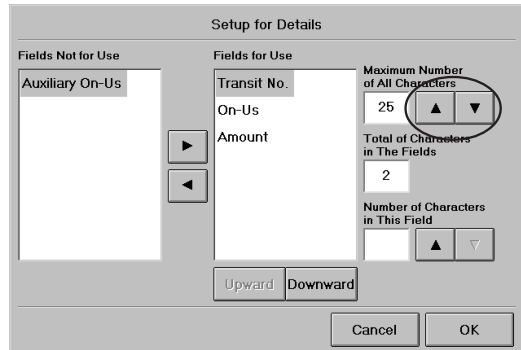 Setup for Details
Fields Not for Use
Auxiliary On-Us
Fields for Use
Transit No.
On-Us
Amount
Maximum Number
of All Characters
25
Total of Characters
in The Fields
2
Number of Characters
in This Field
Upward
Downward
Cancel
OK